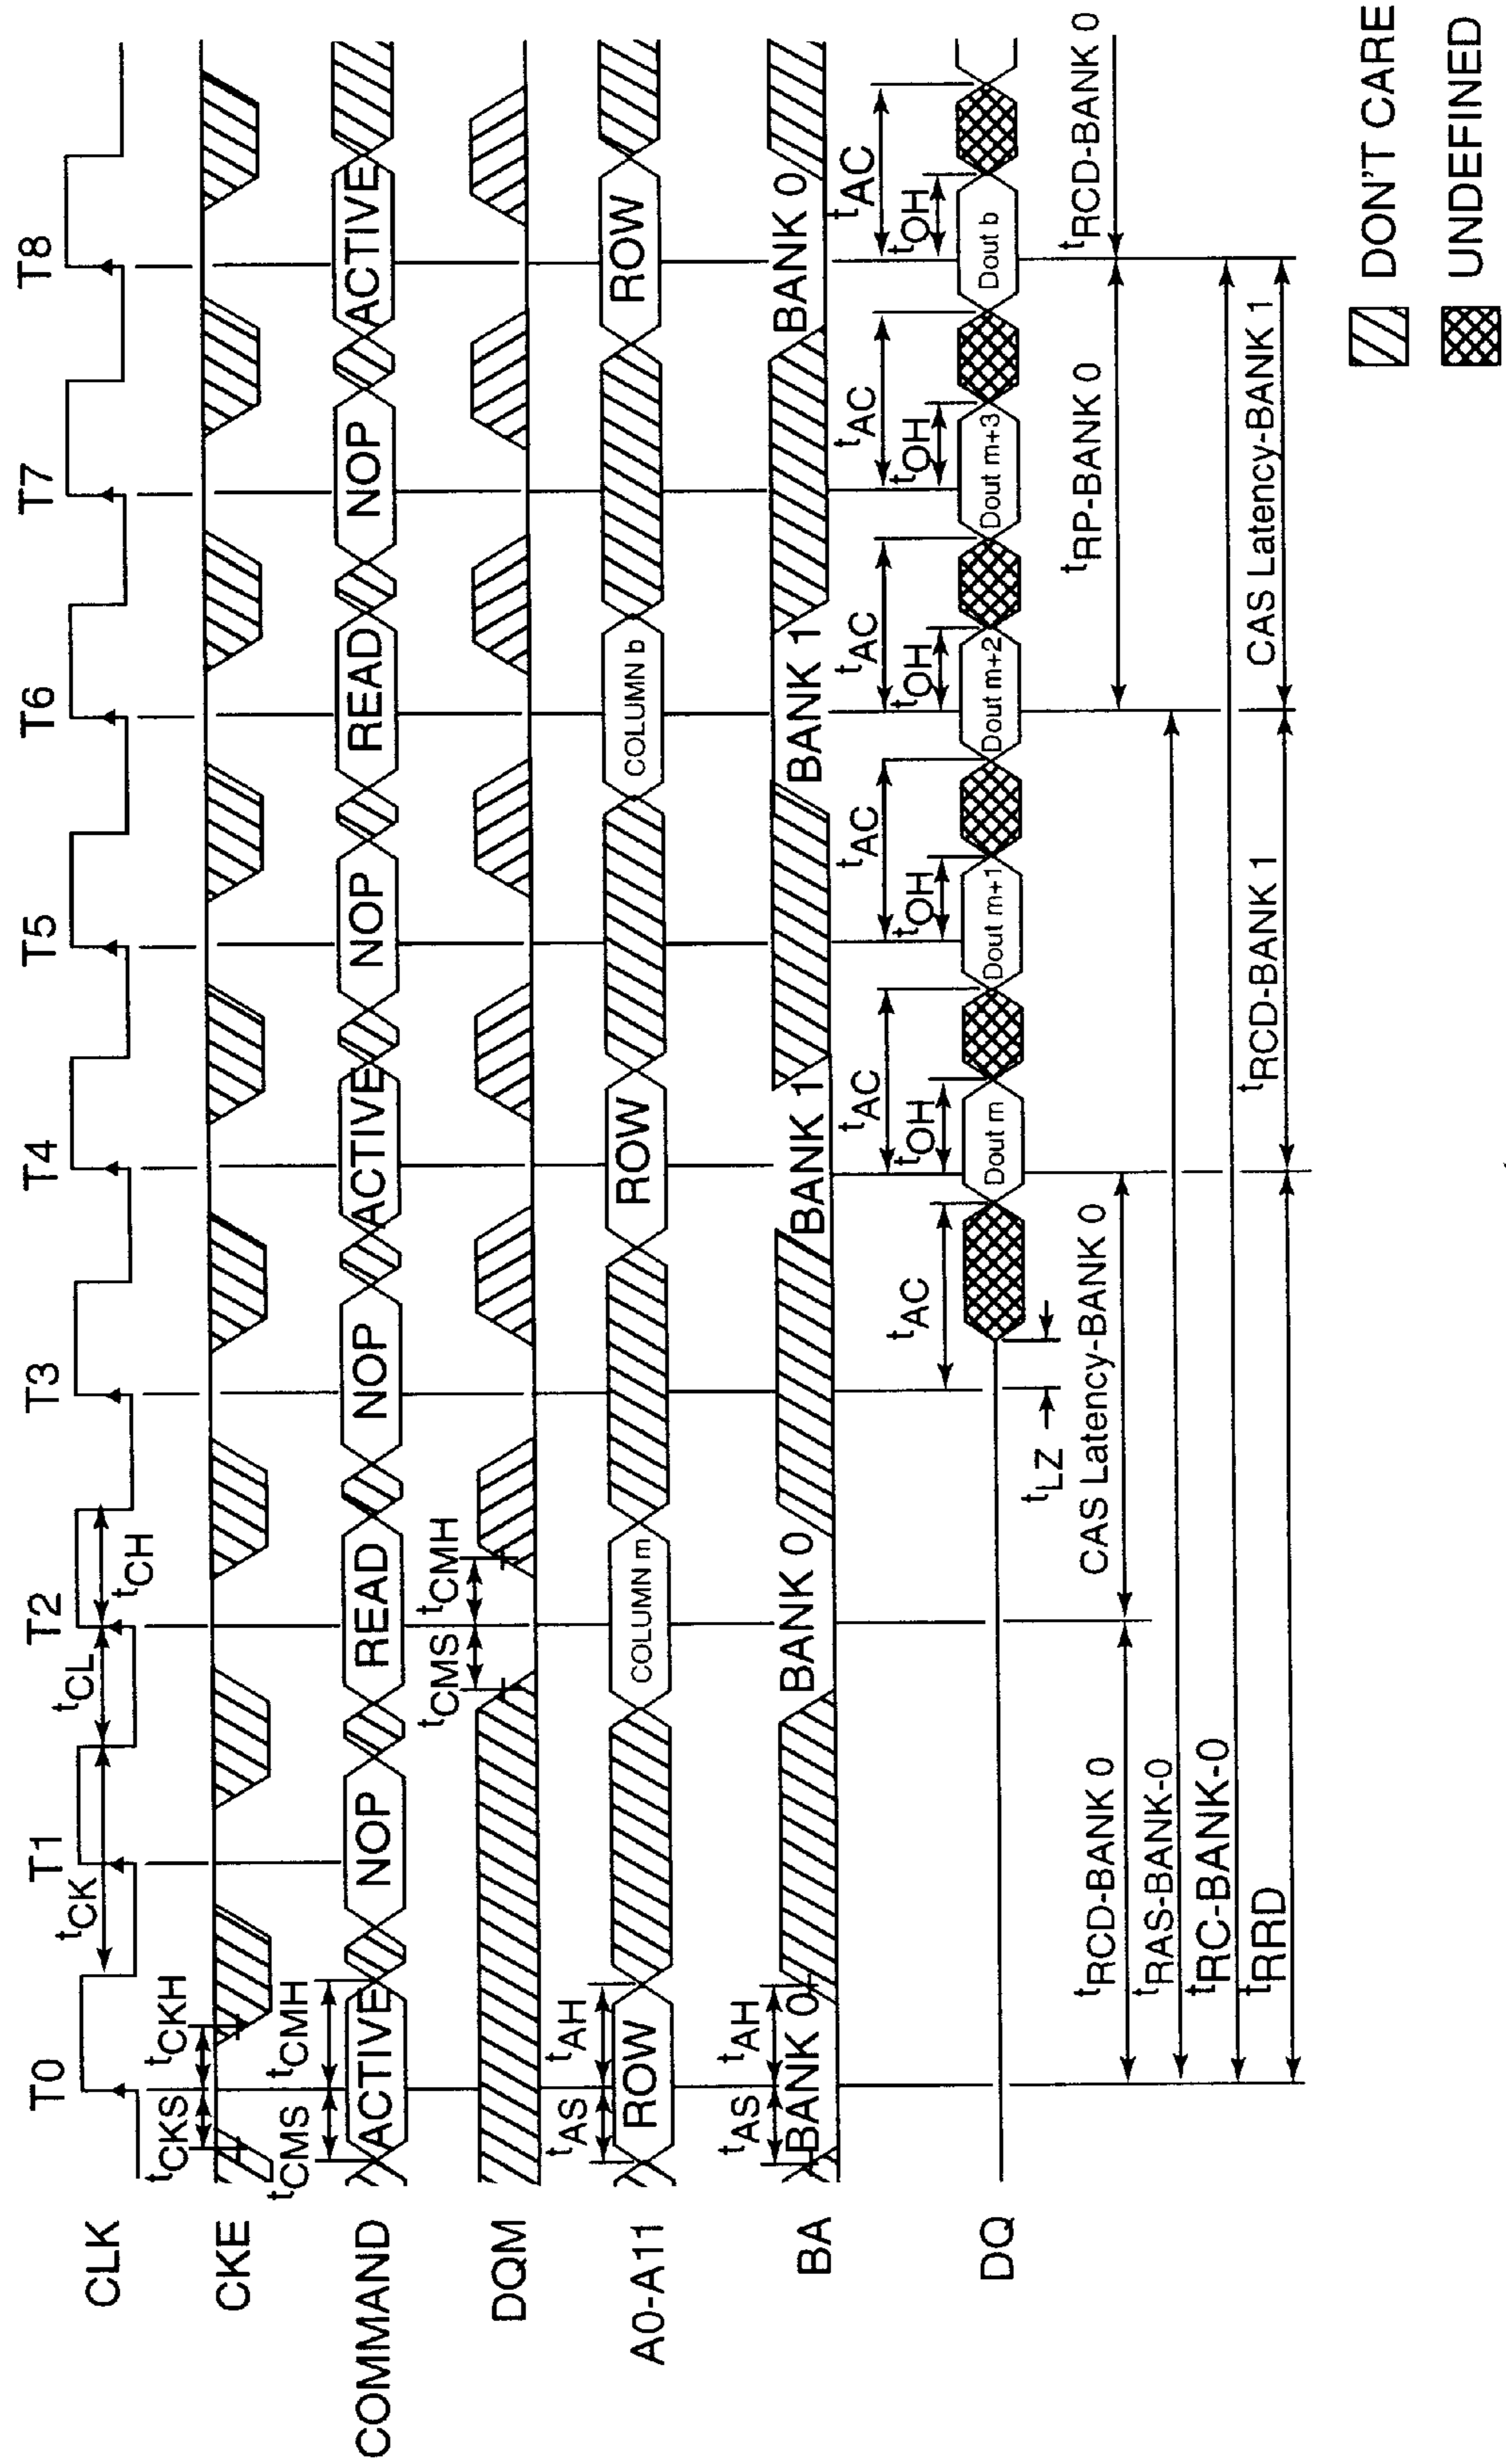 T0 T1 T2 T3 T4 T5 T6 T7 T8
CLK
tCK tCL tCH
tCKS tCKH
CKE
tCMS tCMH
COMMAND ACTIVE NOP READ NOP ACTIVE NOP READ NOP ACTIVE
tCMS tCMH
DQM
tAS tAH
A0-A11 ROW COLUMN m ROW COLUMN b ROW
tAS tAH
BA BANK 0 BANK 0 BANK 1 BANK 1 BANK 0
tAC tAC tAC tAC tAC tAC
tOH tOH tOH tOH tOH
DQ Dout m Dout m+1 Dout m+2 Dout m+3 Dout b
tLZ
tRCD-BANK 0 CAS Latency-BANK 0 tRP-BANK 0 tRCD-BANK 0
tRAS-BANK-0
tRC-BANK-0
tRRD tRCD-BANK 1 CAS Latency-BANK 1
DON'T CARE
UNDEFINED